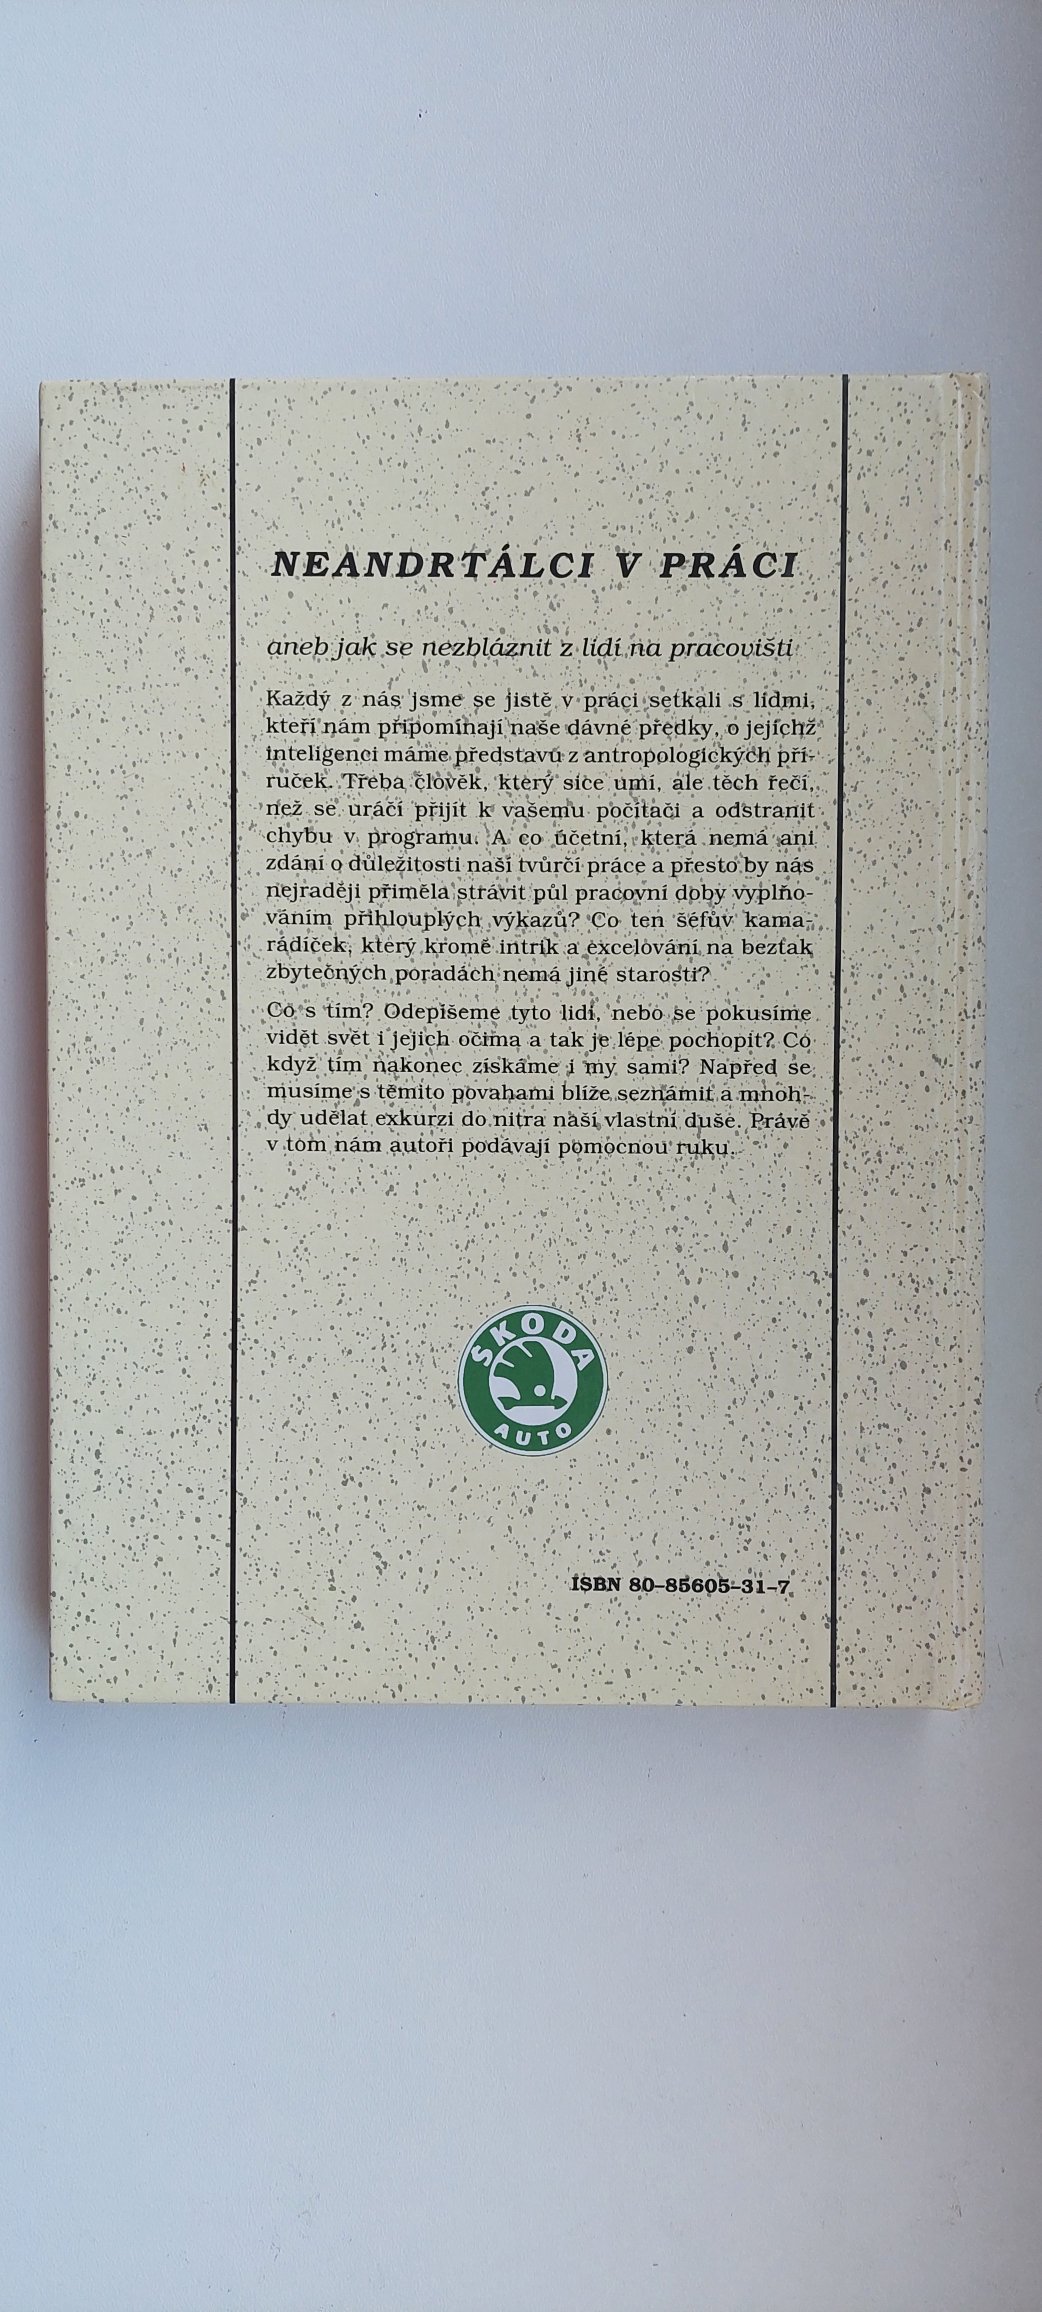 NEANDRTÁLCI V PRÁCI
aneb jak se nezbláznit z lidí na pracovišti
Každý z nás jsme se jistě v práci setkali s lidmi,
kteří nám připomínají naše dávné předky, o jejichž
inteligenci máme představu z antropologických pří-
ruček. Třeba člověk, který sice umí, ale těch řečí,
než se uráčí přijít k vašemu počítači a odstranit
chybu v programu. A co účetní, která nemá ani
zdání o důležitosti naší tvůrčí práce a přesto by nás
nejraději přiměla strávit půl pracovní doby vyplňo-
váním přihlouplých výkazů? Co ten šéfův kama-
rádíček, který kromě intrik a excelování na beztak
zbytečných poradách nemá jiné starosti?
Co s tím? Odepíšeme tyto lidi, nebo se pokusíme
vidět svět i jejich očima a tak je lépe pochopit? Co
když tím nakonec získáme i my sami? Napřed se
musíme s těmito povahami blíže seznámit a mnoh-
dy udělat exkurzi do nitra naší vlastní duše. Právě
v tom nám autoři podávají pomocnou ruku.
ŠKODA
AUTO
ISBN 80-85605-31-7